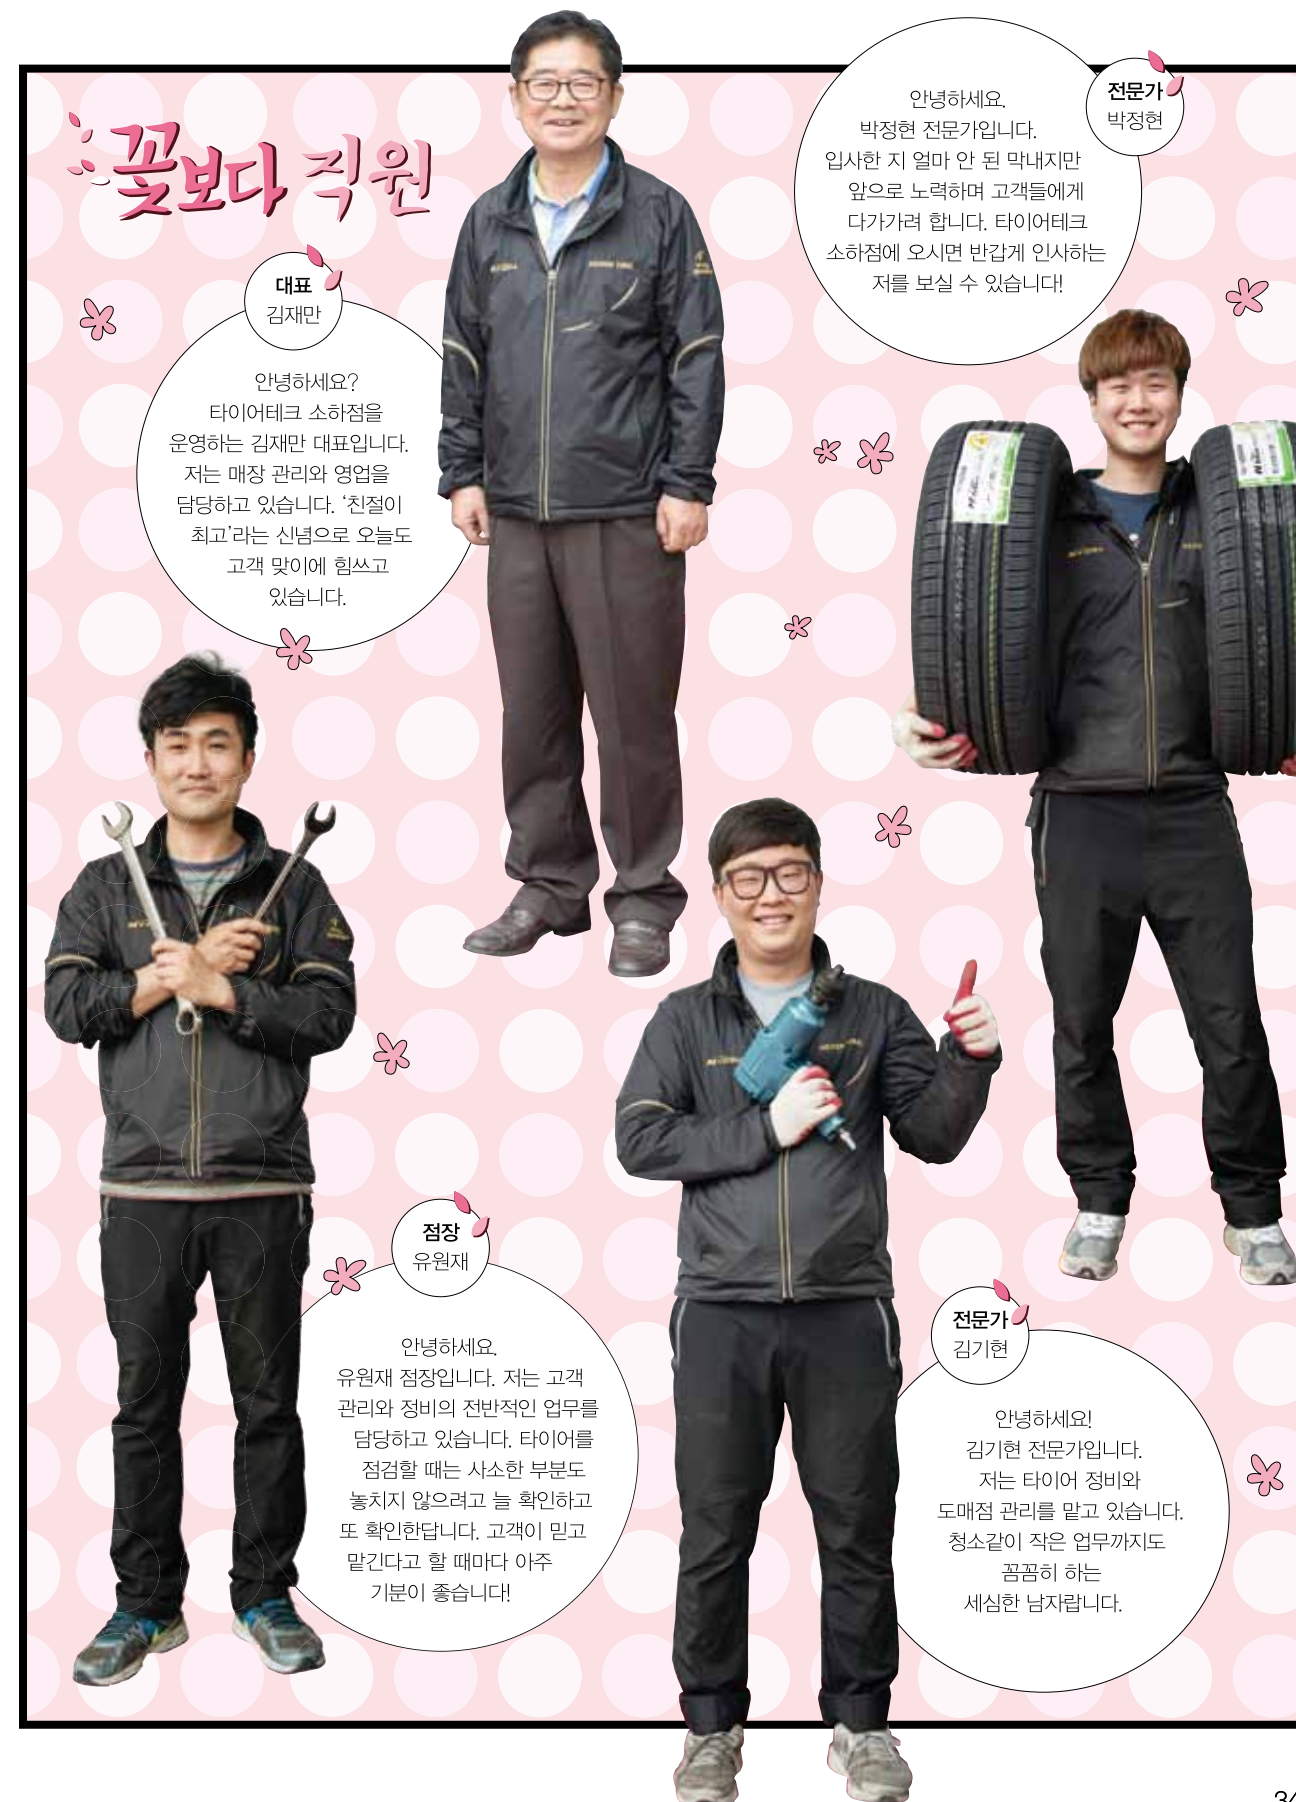 꽃보다 직원
대표
김재만
안녕하세요?
타이어테크 소하점을
운영하는 김재만 대표입니다.
저는 매장 관리와 영업을
담당하고 있습니다. ‘친절이
최고’라는 신념으로 오늘도
고객 맞이에 힘쓰고
있습니다.
전문가
박정현
안녕하세요.
박정현 전문가입니다.
입사한 지 얼마 안 된 막내지만
앞으로 노력하며 고객들에게
다가가려 합니다. 타이어테크
소하점에 오시면 반갑게 인사하는
저를 보실 수 있습니다!
점장
유원재
안녕하세요.
유원재 점장입니다. 저는 고객
관리와 정비의 전반적인 업무를
담당하고 있습니다. 타이어를
점검할 때는 사소한 부분도
놓치지 않으려고 늘 확인하고
또 확인한답니다. 고객이 믿고
맡긴다고 할 때마다 아주
기분이 좋습니다!
전문가
김기현
안녕하세요!
김기현 전문가입니다.
저는 타이어 정비와
도매점 관리를 맡고 있습니다.
청소같이 작은 업무까지도
꼼꼼히 하는
세심한 남자랍니다.